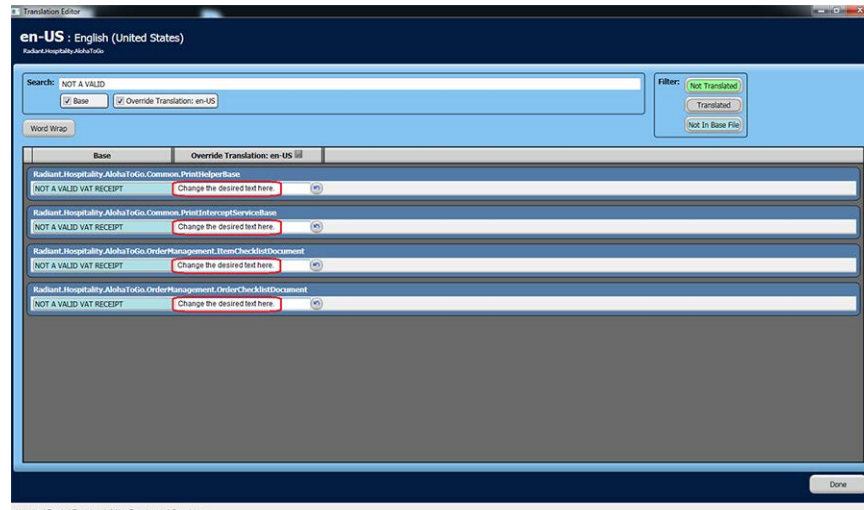 Translation Editor
en-US : English (United States)
Radiant.Hospitality.AlohaToGo
Search: NOT A VALID
Base
Override Translation: en-US
Filter:
Not Translated
Translated
Not In Base File
Word Wrap
Base Override Translation: en-US
Radiant.Hospitality.AlohaToGo.Common.PrintHelperBase
NOT A VALID VAT RECEIPT Change the desired text here.
Radiant.Hospitality.AlohaToGo.Common.PrintInterceptServiceBase
NOT A VALID VAT RECEIPT Change the desired text here.
Radiant.Hospitality.AlohaToGo.OrderManagement.ItemChecklistDocument
NOT A VALID VAT RECEIPT Change the desired text here.
Radiant.Hospitality.AlohaToGo.OrderManagement.OrderChecklistDocument
NOT A VALID VAT RECEIPT Change the desired text here.
Done